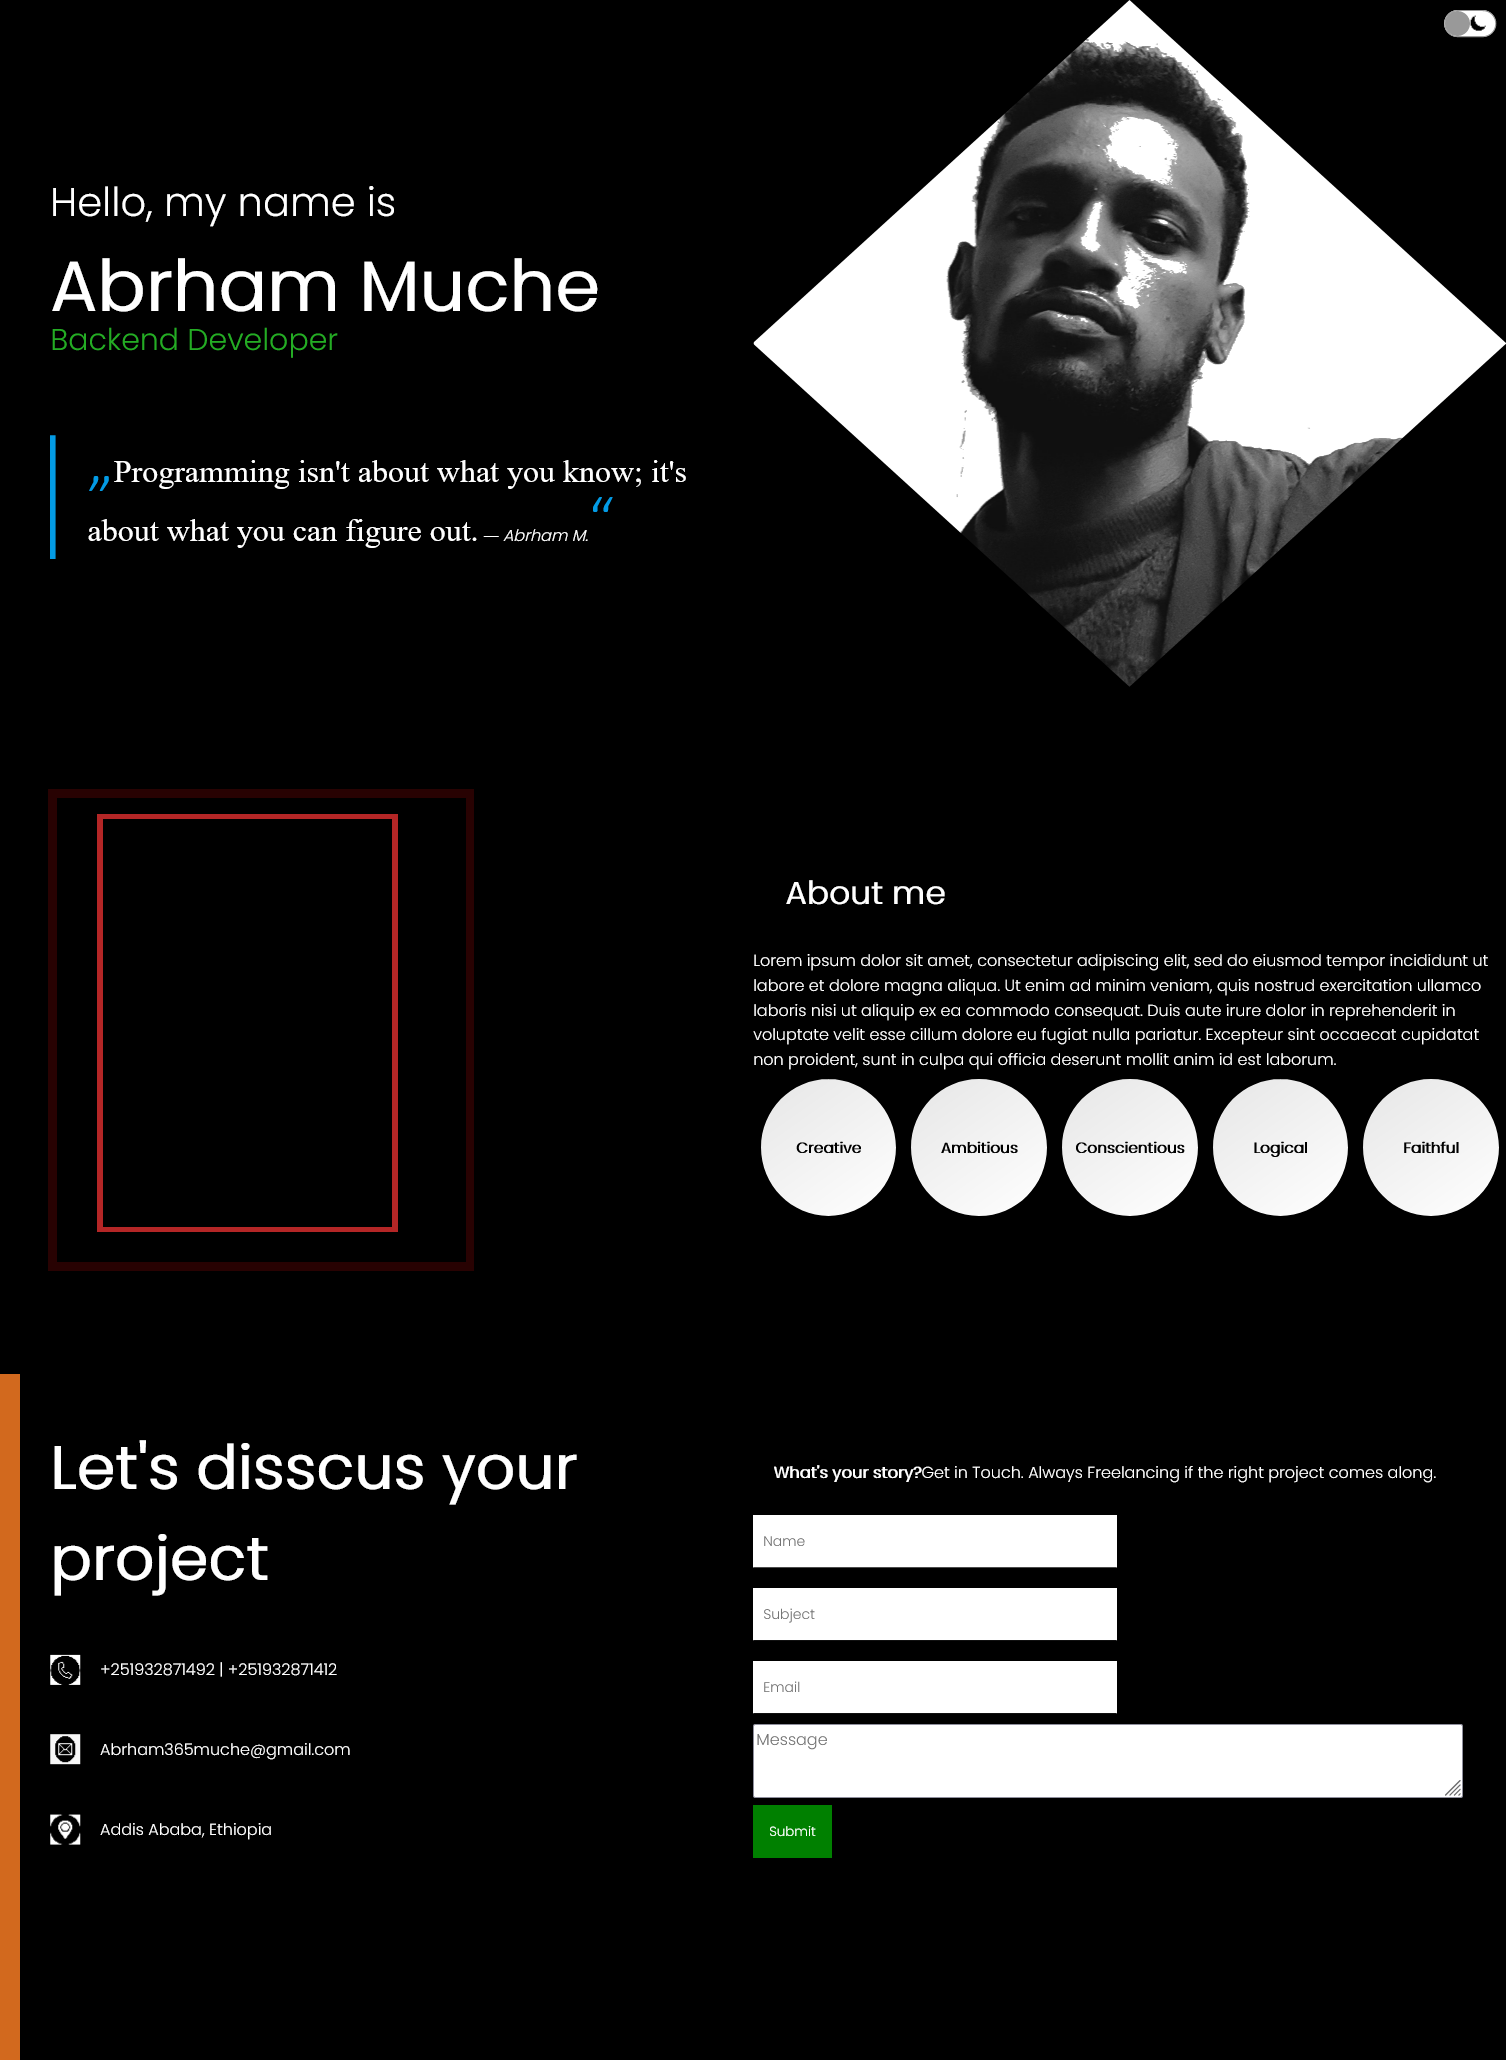 Hello, my name is
Abrham Muche
Backend Developer
„Programming isn't about what you know; it's
about what you can figure out. — Abrham M.“
About me
Lorem ipsum dolor sit amet, consectetur adipiscing elit, sed do eiusmod tempor incididunt ut
labore et dolore magna aliqua. Ut enim ad minim veniam, quis nostrud exercitation ullamco
laboris nisi ut aliquip ex ea commodo consequat. Duis aute irure dolor in reprehenderit in
voluptate velit esse cillum dolore eu fugiat nulla pariatur. Excepteur sint occaecat cupidatat
non proident, sunt in culpa qui officia deserunt mollit anim id est laborum.
Creative
Ambitious
Conscientious
Logical
Faithful
Let's disscus your
project
+251932871492 | +251932871412
Abrham365muche@gmail.com
Addis Ababa, Ethiopia
What's your story?Get in Touch. Always Freelancing if the right project comes along.
Name
Subject
Email
Message
Submit